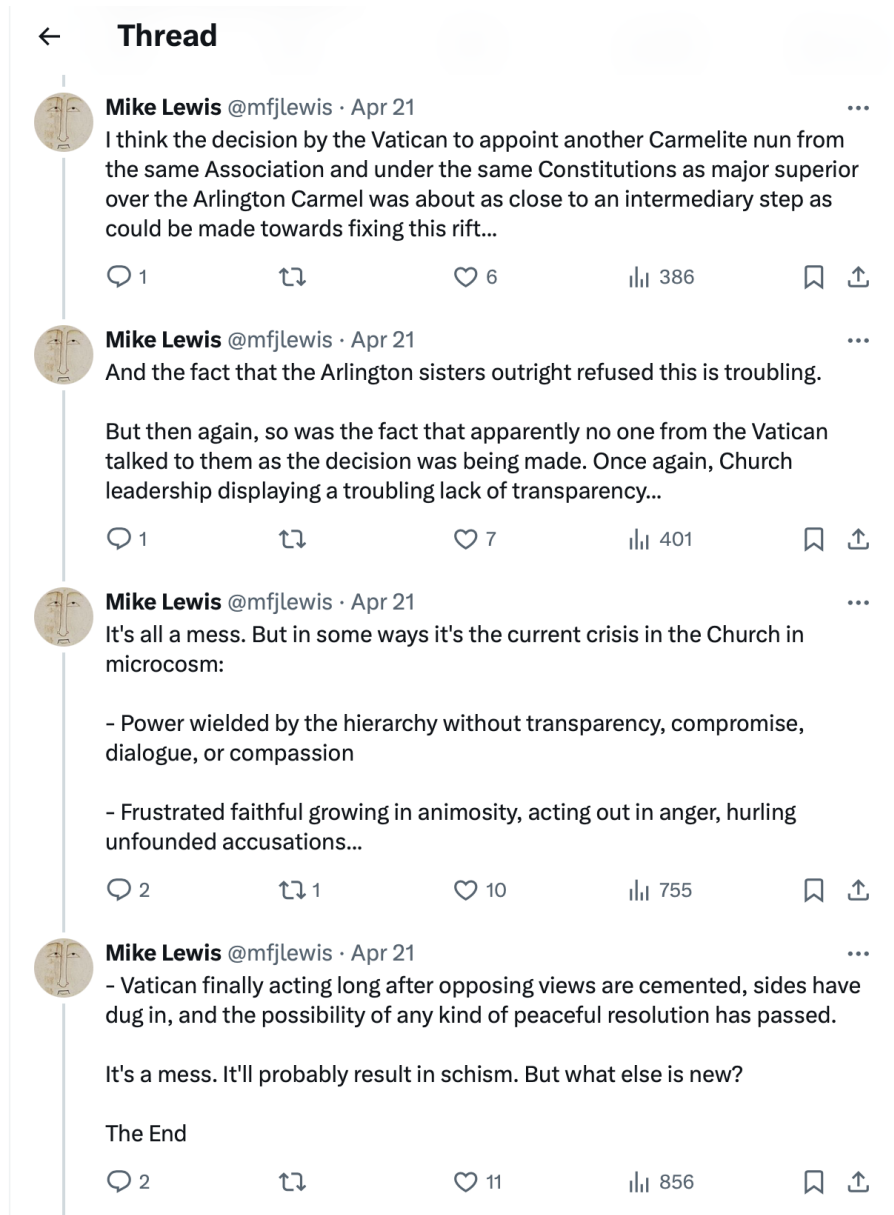 Thread
Mike Lewis @mfjlewis · Apr 21
I think the decision by the Vatican to appoint another Carmelite nun from
the same Association and under the same Constitutions as major superior
over the Arlington Carmel was about as close to an intermediary step as
could be made towards fixing this rift...
1 6 386
Mike Lewis @mfjlewis · Apr 21
And the fact that the Arlington sisters outright refused this is troubling.
But then again, so was the fact that apparently no one from the Vatican
talked to them as the decision was being made. Once again, Church
leadership displaying a troubling lack of transparency...
1 7 401
Mike Lewis @mfjlewis · Apr 21
It's all a mess. But in some ways it's the current crisis in the Church in
microcosm:
- Power wielded by the hierarchy without transparency, compromise,
dialogue, or compassion
- Frustrated faithful growing in animosity, acting out in anger, hurling
unfounded accusations...
2 1 10 755
Mike Lewis @mfjlewis · Apr 21
- Vatican finally acting long after opposing views are cemented, sides have
dug in, and the possibility of any kind of peaceful resolution has passed.
It's a mess. It'll probably result in schism. But what else is new?
The End
2 11 856